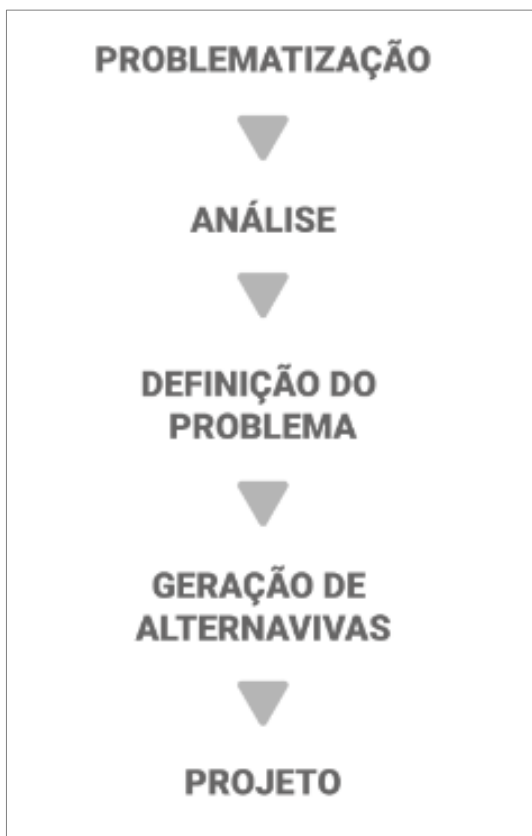 PROBLEMATIZAÇÃO
ANÁLISE
DEFINIÇÃO DO
PROBLEMA
GERAÇÃO DE
ALTERNAVIVAS
PROJETO